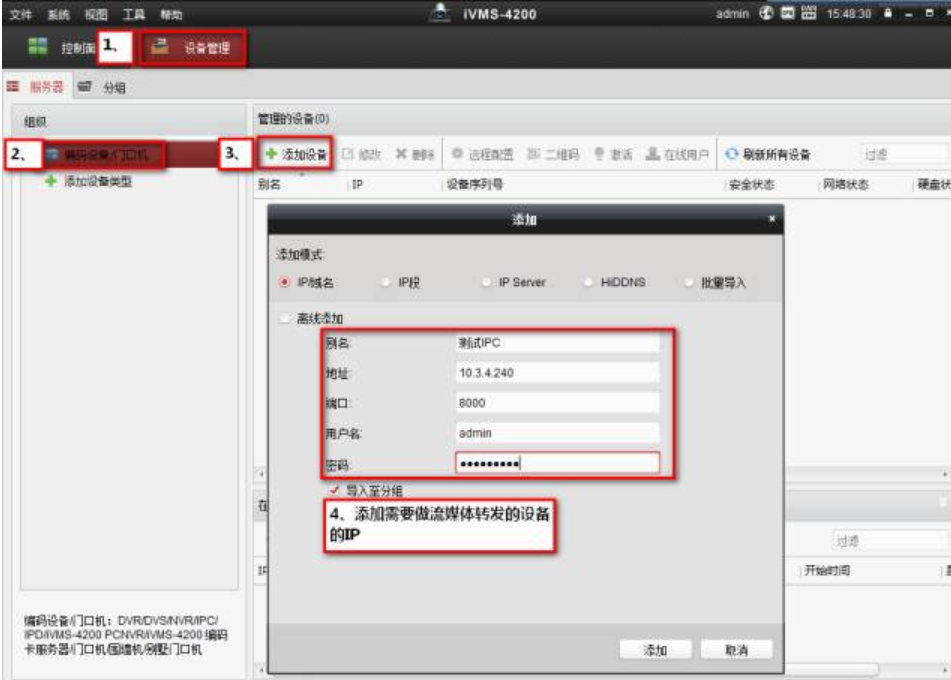 文件 系统 视图 工具 帮助 iVMS-4200 admin 15:48:30
控制面 1、 设备管理
服务器 分组
组织
管理的设备(0)
2、 编码设备/门口机
3、 添加设备 修改 删除 远程配置 二维码 激活 在线用户 刷新所有设备 过滤
添加设备类型
别名 IP 设备序列号 安全状态 网络状态 硬盘状
添加
添加模式:
IP/域名 IP段 IP Server HiDDNS 批量导入
离线添加
别名: 测试IPC
地址: 10.3.4.240
端口: 8000
用户名: admin
密码: •••••••••
导入至分组
在
4、添加需要做流媒体转发的设备
的IP
过滤
IP 开始时间
编码设备/门口机：DVR/DVS/NVR/IPC/
IPD/iVMS-4200 PCNVR/iVMS-4200 编码
卡服务器/门口机/围墙机/别墅门口机
添加 取消